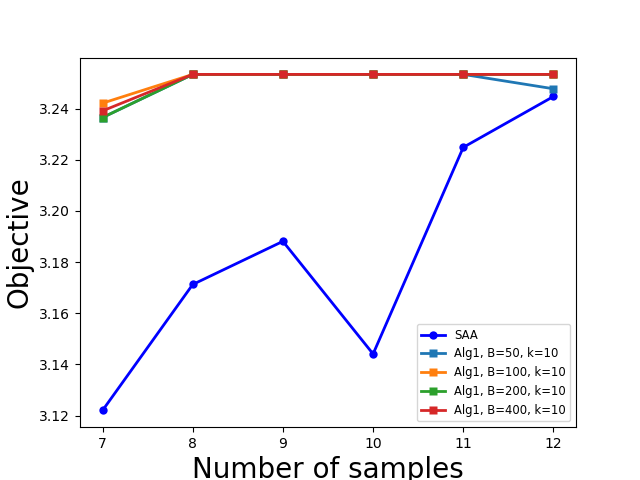 Objective
3.24
3.22
3.20
3.18
3.16
3.14
3.12
7 8 9 10 11 12
Number of samples
SAA
Alg1, B=50, k=10
Alg1, B=100, k=10
Alg1, B=200, k=10
Alg1, B=400, k=10